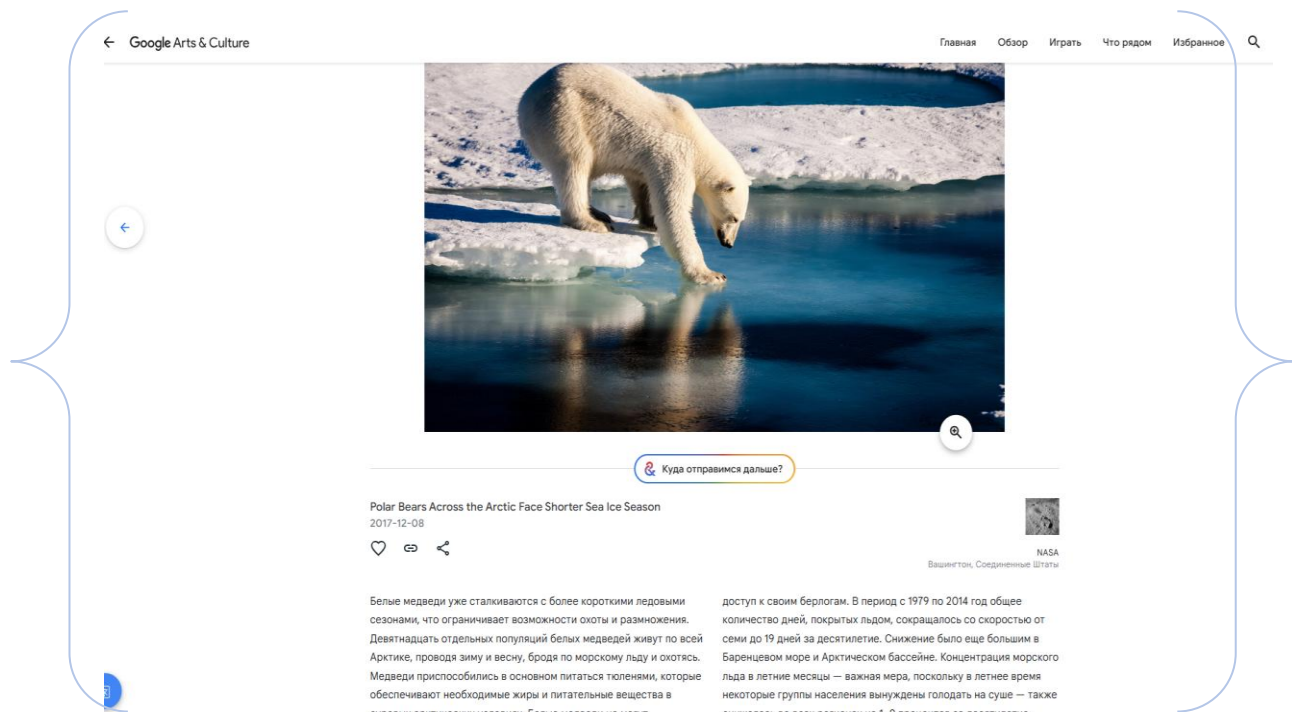 Google Arts & Culture
Главная Обзор Играть Что рядом Избранное
Куда отправимся дальше?
Polar Bears Across the Arctic Face Shorter Sea Ice Season
2017-12-08
NASA
Вашингтон, Соединенные Штаты
Белые медведи уже сталкиваются с более короткими ледовыми
сезонами, что ограничивает возможности охоты и размножения.
Девятнадцать отдельных популяций белых медведей живут по всей
Арктике, проводя зиму и весну, бродя по морскому льду и охотясь.
Медведи приспособились в основном питаться тюленями, которые
обеспечивают необходимые жиры и питательные вещества в
доступ к своим берлогам. В период с 1979 по 2014 год общее
количество дней, покрытых льдом, сокращалось со скоростью от
семи до 19 дней за десятилетие. Снижение было еще большим в
Баренцевом море и Арктическом бассейне. Концентрация морского
льда в летние месяцы — важная мера, поскольку в летнее время
некоторые группы населения вынуждены голодать на суше — также